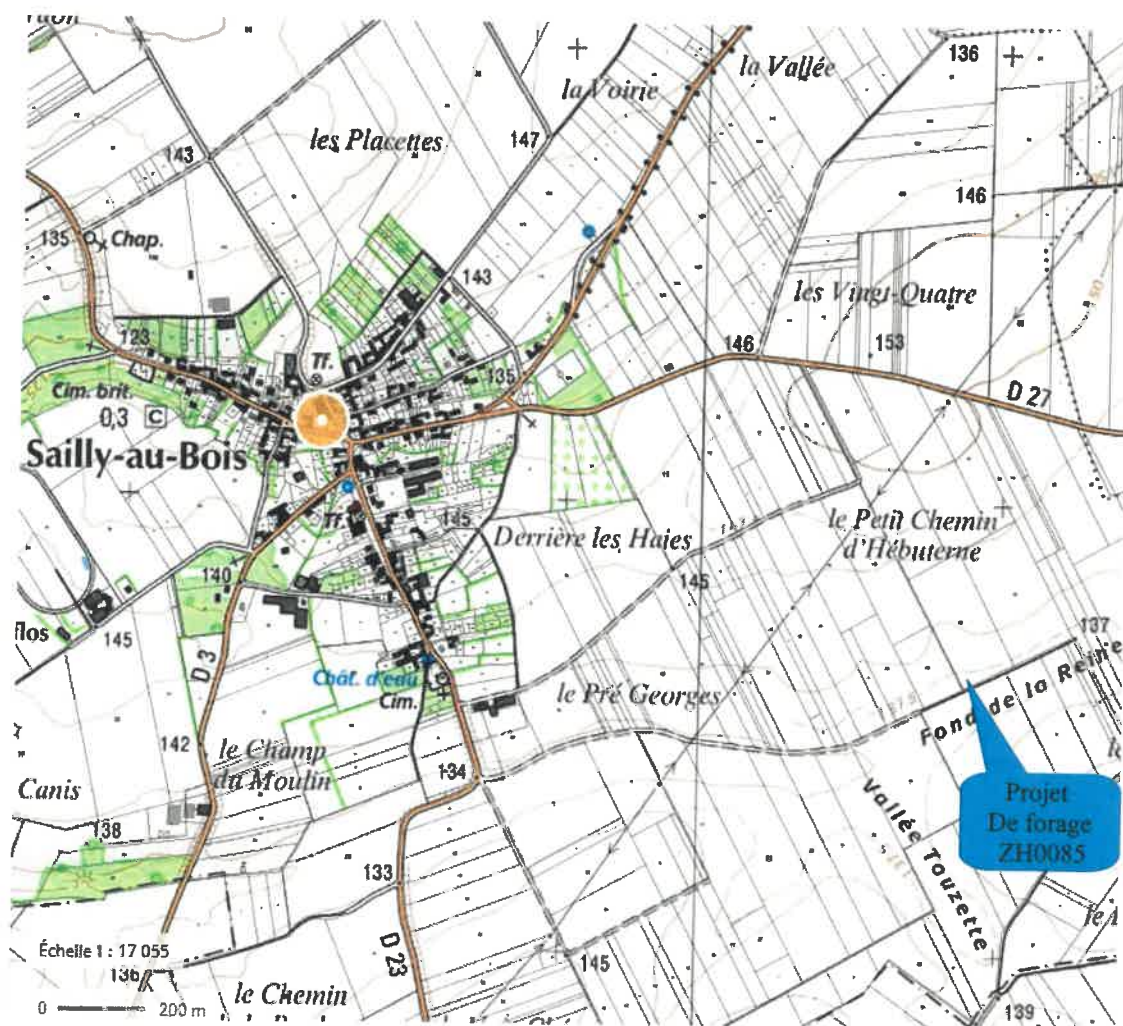 la Vallée
136
la Voirie
les Placettes
147
143
146
135
Chap.
143
les Vingt-Quatre
123
146
153
Tf.
135
D 27
Cim. brit.
0,3
C
Sailly-au-Bois
Tf.
145
Derrière les Haies
le Petit Chemin
d'Hébuterne
145
140
137
145
D 3
Chât. d'eau
Cim.
le Pré Georges
Fond de la Reine
142
le Champ
du Moulin
134
Canis
Projet
De forage
ZH0085
138
Vallée Touzette
133
Échelle 1 : 17 055
136
D 23
145
0
200 m
le Chemin
139